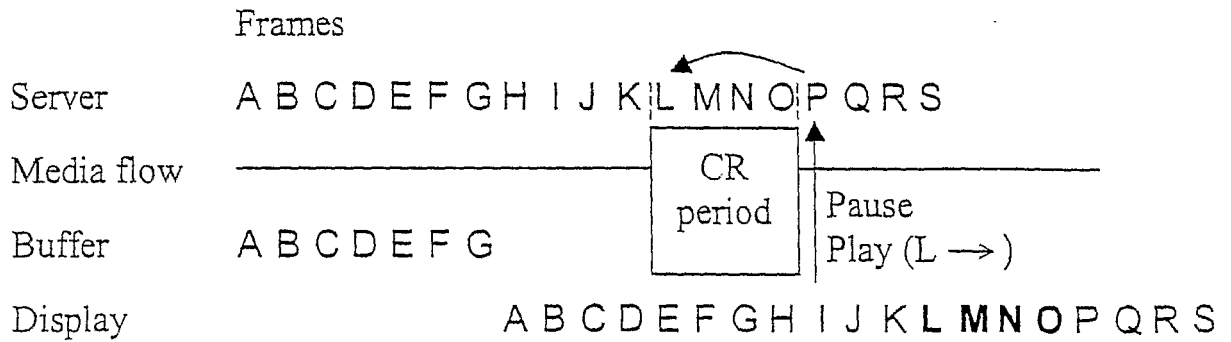 Frames
Server A B C D E F G H I J K L M N O P Q R S
Media flow
CR
period
Pause
Play (L → )
Buffer A B C D E F G
Display A B C D E F G H I J K L M N O P Q R S